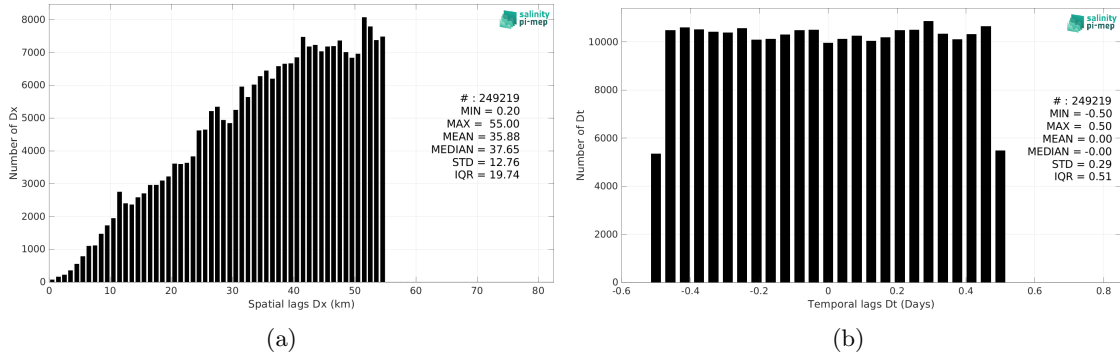 8000
7000
6000
5000
4000
3000
2000
1000
0
Number of Dx
0 10 20 30 40 50 60 70 80
Spatial lags Dx (km)
salinity
pi-mep
# : 249219
MIN = 0.20
MAX = 55.00
MEAN = 35.88
MEDIAN = 37.65
STD = 12.76
IQR = 19.74
(a)
10000
8000
6000
4000
2000
0
Number of Dt
-0.6 -0.4 -0.2 0 0.2 0.4 0.6 0.8
Temporal lags Dt (Days)
salinity
pi-mep
# : 249219
MIN = -0.50
MAX = 0.50
MEAN = 0.00
MEDIAN = -0.00
STD = 0.29
IQR = 0.51
(b)